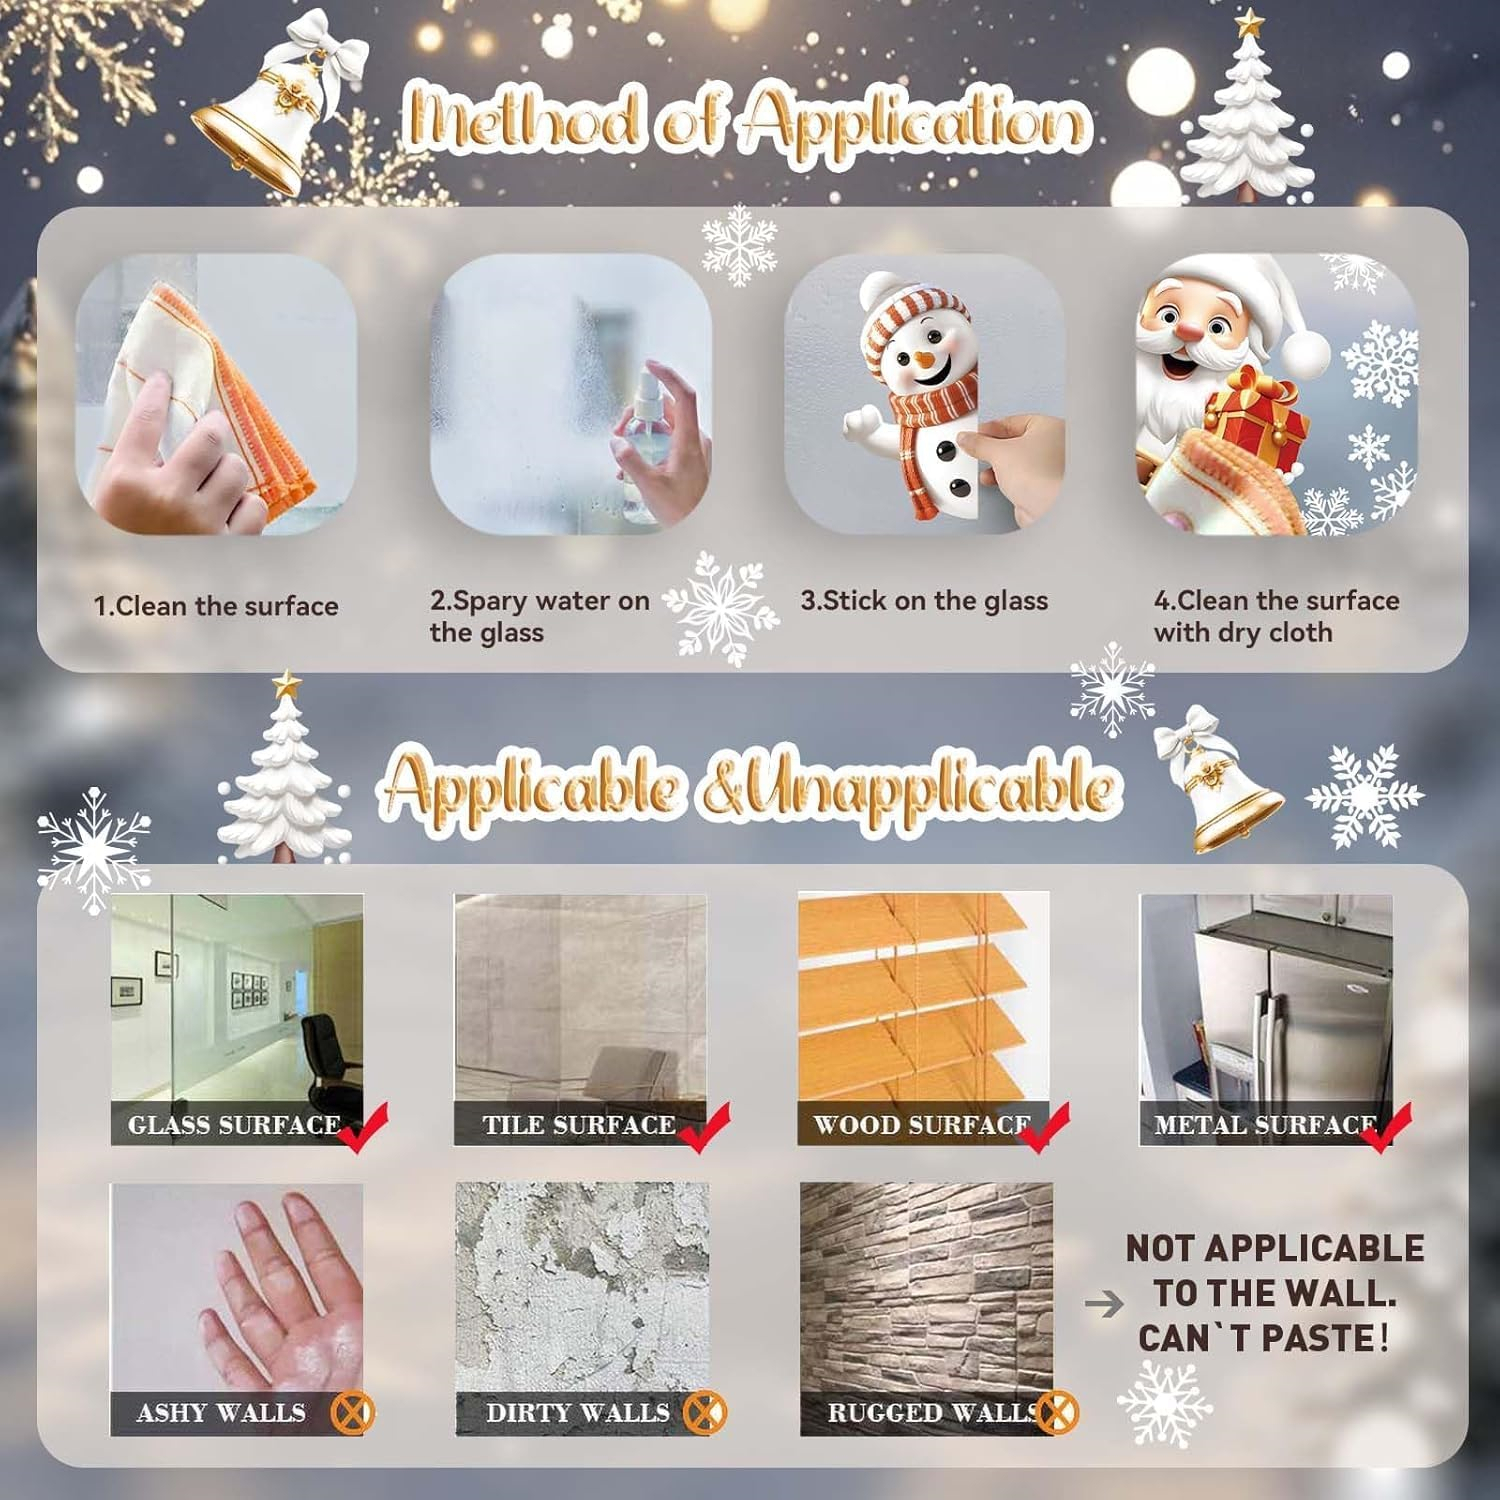 Method of Application
1.Clean the surface
2.Spary water on
the glass
3.Stick on the glass
4.Clean the surface
with dry cloth
Applicable &Unapplicable
GLASS SURFACE
TILE SURFACE
WOOD SURFACE
METAL SURFACE
ASHY WALLS
DIRTY WALLS
RUGGED WALLS
NOT APPLICABLE
TO THE WALL.
CAN`T PASTE!